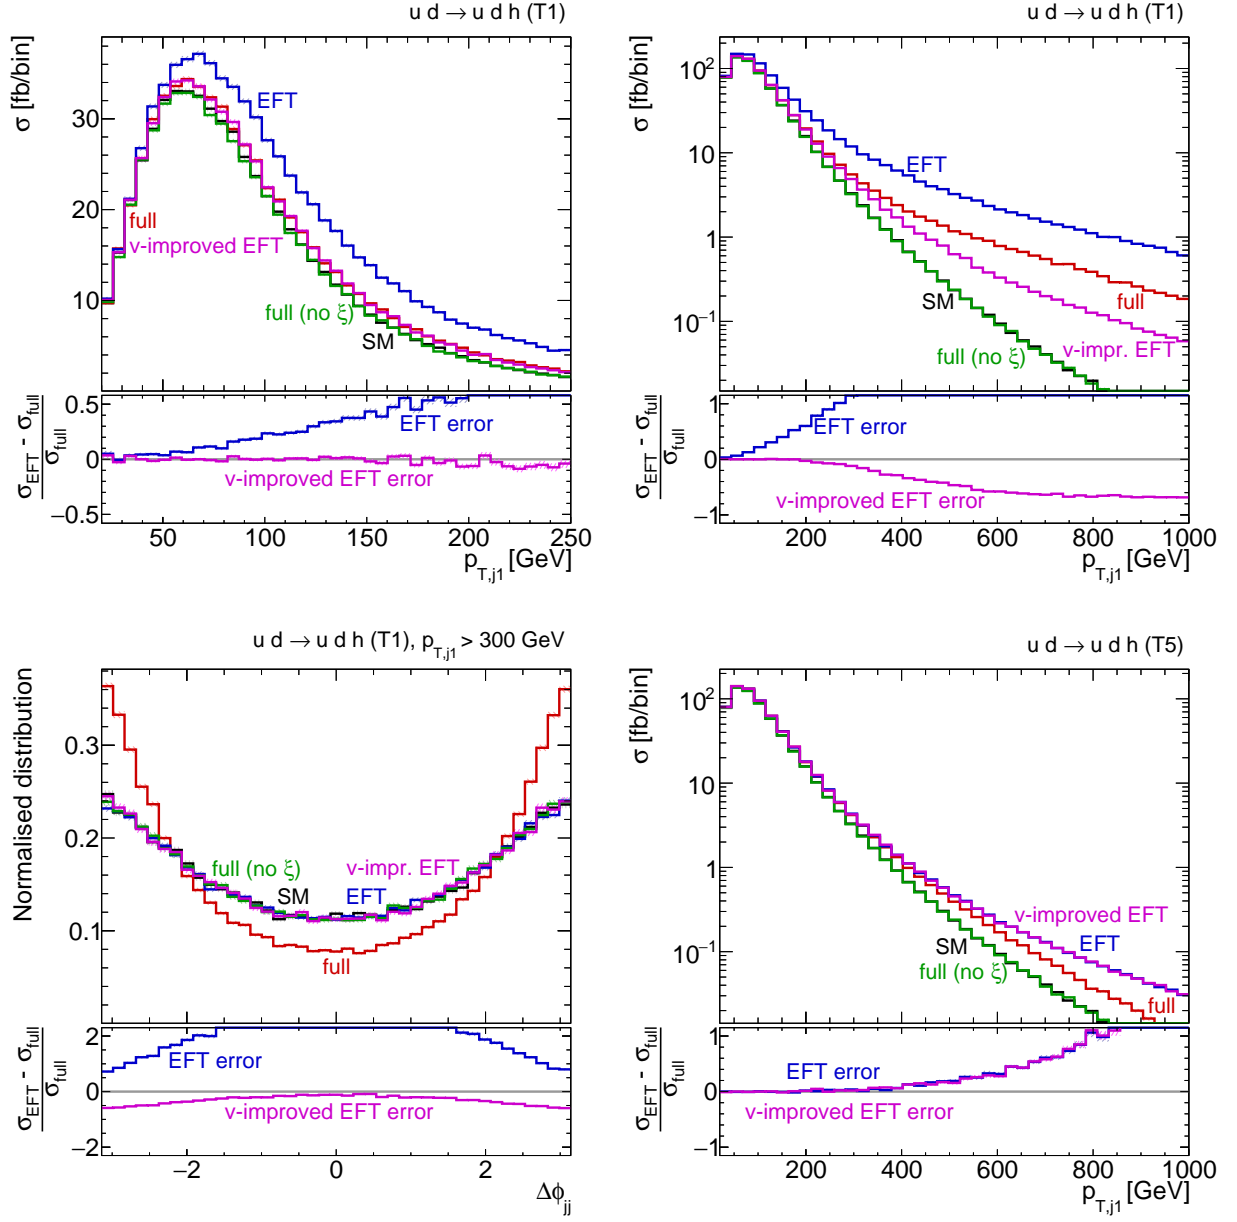 u d → u d h (T1)
σ [fb/bin]
30
20
10
EFT
full
v-improved EFT
full (no ξ)
SM
σ_EFT - σ_full
σ_full
0.5
0
−0.5
EFT error
v-improved EFT error
50 100 150 200 250
p_T,j1 [GeV]
u d → u d h (T1)
σ [fb/bin]
10^2
10
1
10^−1
EFT
full
SM
v-impr. EFT
full (no ξ)
σ_EFT - σ_full
σ_full
1
0
−1
EFT error
v-improved EFT error
200 400 600 800 1000
p_T,j1 [GeV]
u d → u d h (T1), p_T,j1 > 300 GeV
Normalised distribution
0.3
0.2
0.1
full (no ξ)
v-impr. EFT
SM
EFT
full
σ_EFT - σ_full
σ_full
2
0
−2
EFT error
v-improved EFT error
−2 0 2
Δϕ_jj
u d → u d h (T5)
σ [fb/bin]
10^2
10
1
10^−1
v-improved EFT
SM
EFT
full (no ξ)
full
σ_EFT - σ_full
σ_full
1
0
−1
EFT error
v-improved EFT error
200 400 600 800 1000
p_T,j1 [GeV]